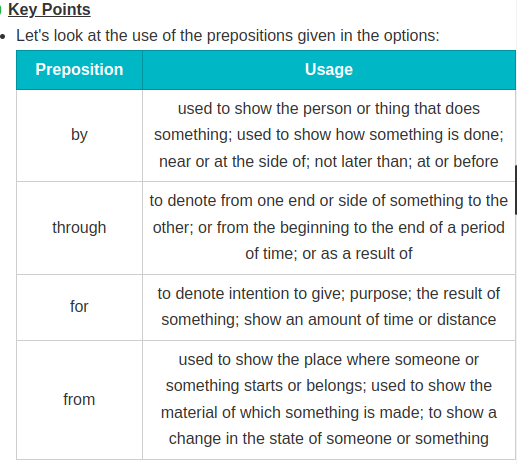 Key Points
• Let's look at the use of the prepositions given in the options:
Preposition Usage
by
used to show the person or thing that does
something; used to show how something is done;
near or at the side of; not later than; at or before
through
to denote from one end or side of something to the
other; or from the beginning to the end of a period
of time; or as a result of
for
to denote intention to give; purpose; the result of
something; show an amount of time or distance
from
used to show the place where someone or
something starts or belongs; used to show the
material of which something is made; to show a
change in the state of someone or something